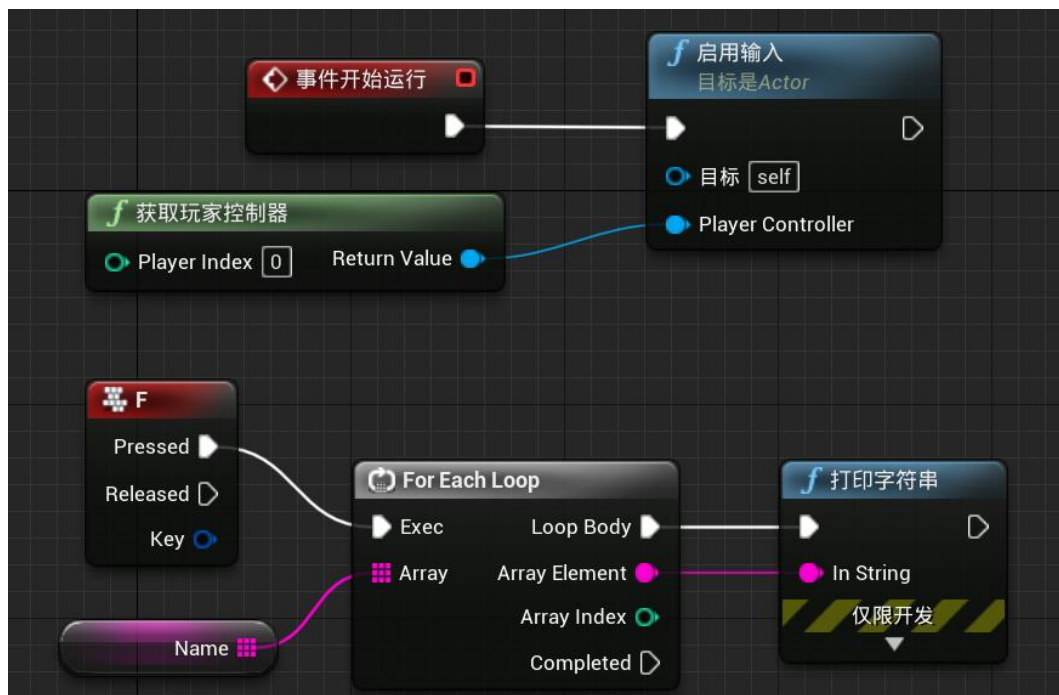 事件开始运行
启用输入
目标是Actor
目标 self
Player Controller
获取玩家控制器
Player Index 0 Return Value
F
Pressed
Released
Key
Name
For Each Loop
Exec Loop Body
Array Array Element
Array Index
Completed
打印字符串
In String
仅限开发